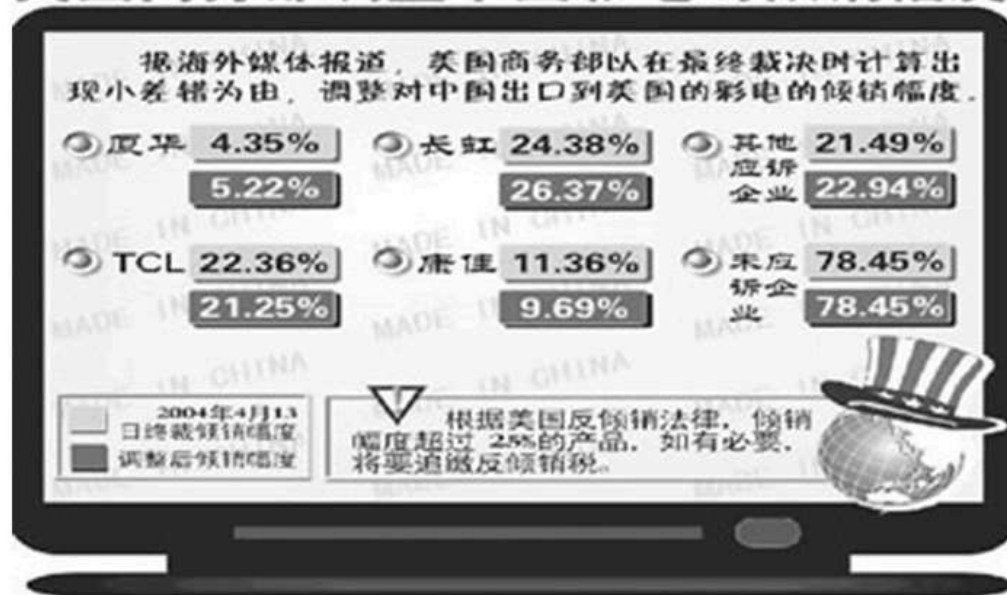 据海外媒体报道，美国商务部以在最终裁决时计算出
现小差错为由，调整对中国出口到美国的彩电的倾销幅度.
厦华 4.35%
5.22%
长虹 24.38%
26.37%
其他应诉企业 21.49%
22.94%
TCL 22.36%
21.25%
康佳 11.36%
9.69%
未应诉企业 78.45%
78.45%
2004年4月13
日终裁倾销幅度
调整后倾销幅度
根据美国反倾销法律，倾销
幅度超过 25%的产品，如有必要，
将要追缴反倾销税。
MADE IN CHINA